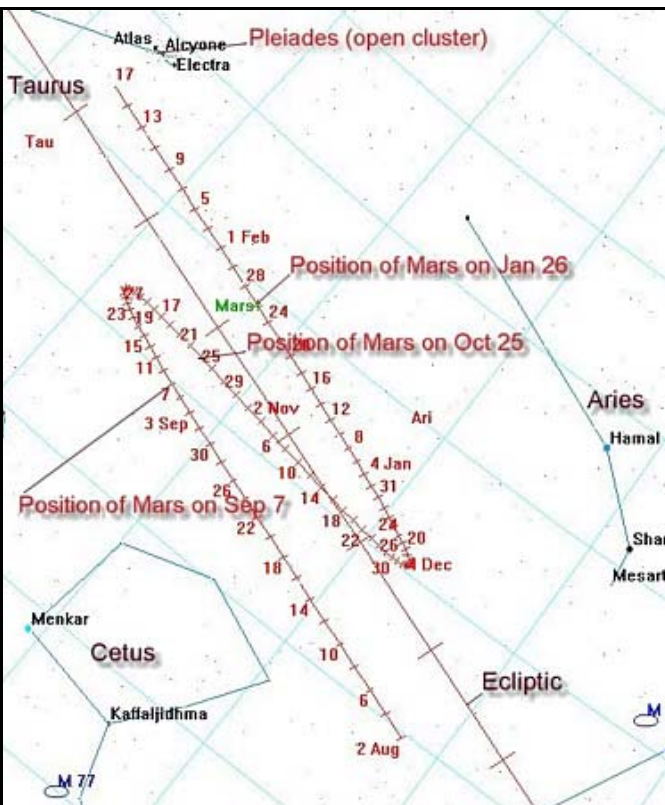 Atlas
Alcyone
Pleiades (open cluster)
Electra
17
Taurus
13
Tau
9
5
1 Feb
28
Position of Mars on Jan 26
Mars
24
27
17
23
19
21
Position of Mars on Oct 25
15
25
11
16
29
7
12
2 Nov
Ari
Aries
3 Sep
6
8
Hamal
30
10
4 Jan
26
14
31
Position of Mars on Sep 7
22
18
24
20
22
26
18
30
4 Dec
Mesart
14
Menkar
10
Cetus
Ecliptic
6
Kaffaljidhma
M
2 Aug
M 77